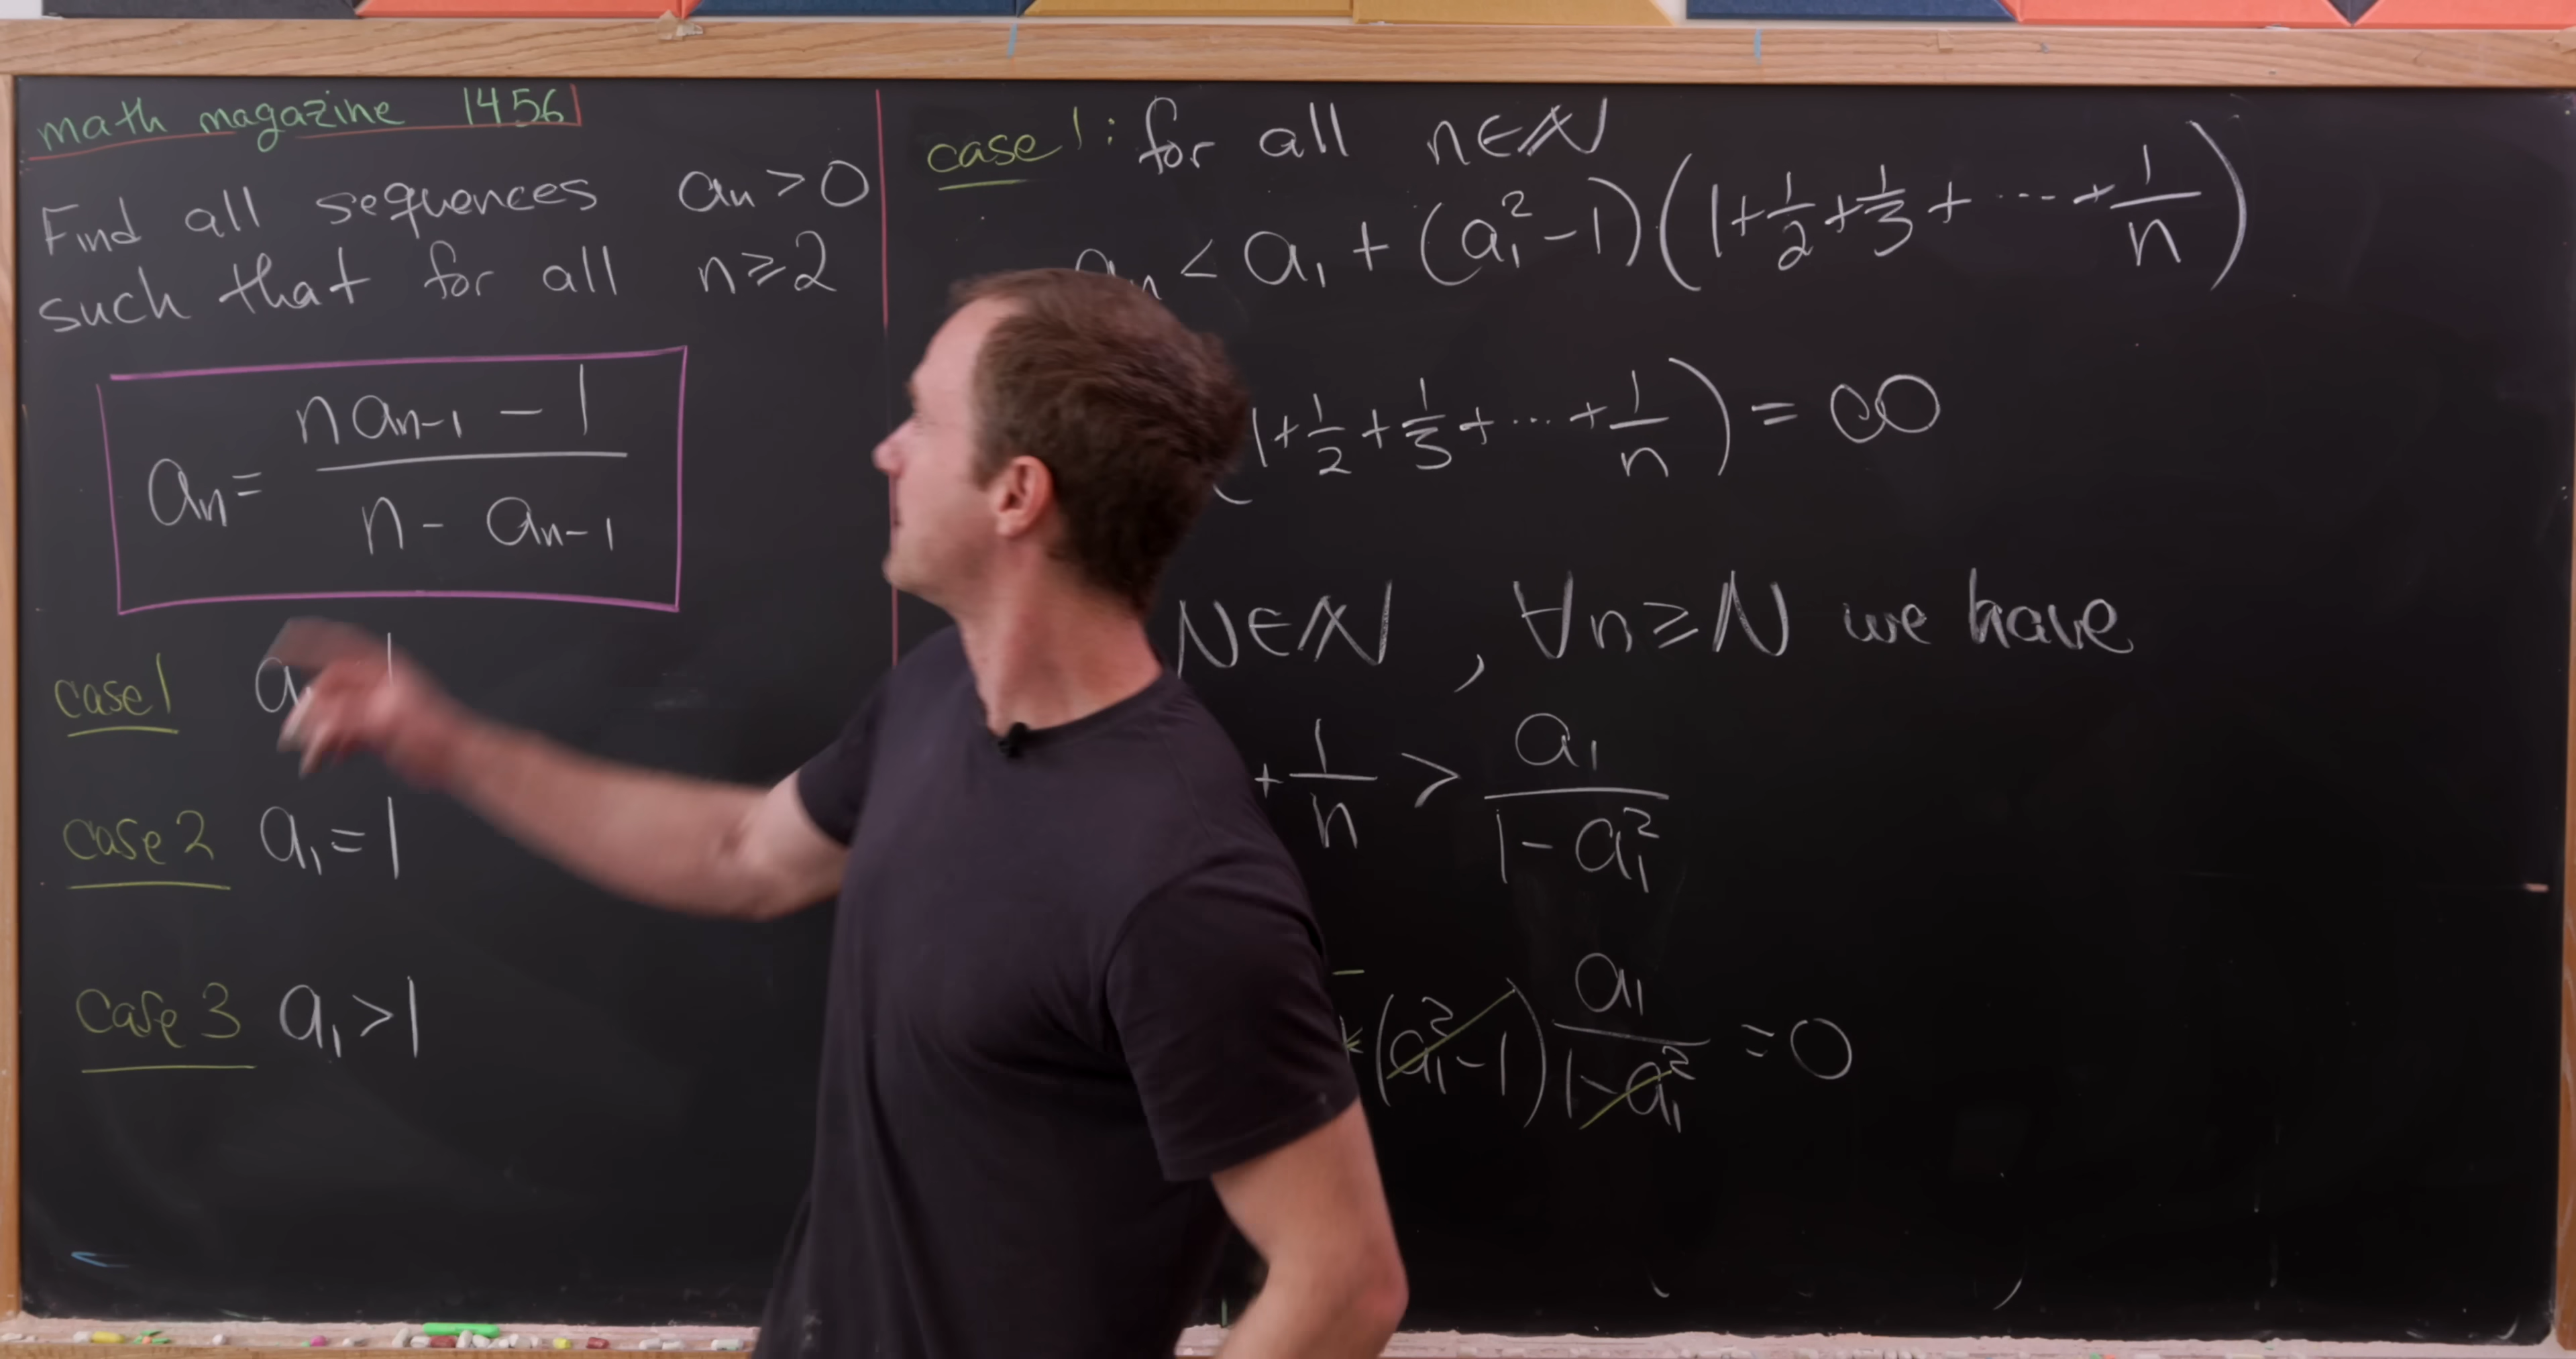 math magazine 1456
Find all sequences aₙ > 0
such that for all n ≥ 2
aₙ = (n aₙ₋₁ − 1) / (n − aₙ₋₁)
case 1 a 1
case 2 a₁ = 1
case 3 a₁ > 1
case 1: for all n∈ℕ
aₙ < a₁ + (a₁² − 1)(1 + 1/2 + 1/3 + ⋯ + 1/n)
(1 + 1/2 + 1/3 + ⋯ + 1/n) = ∞
N∈ℕ, ∀n ≥ N we have
+ 1/n > a₁ / (1 − a₁²)
(a₁² − 1) a₁ / (1 − a₁²) = 0